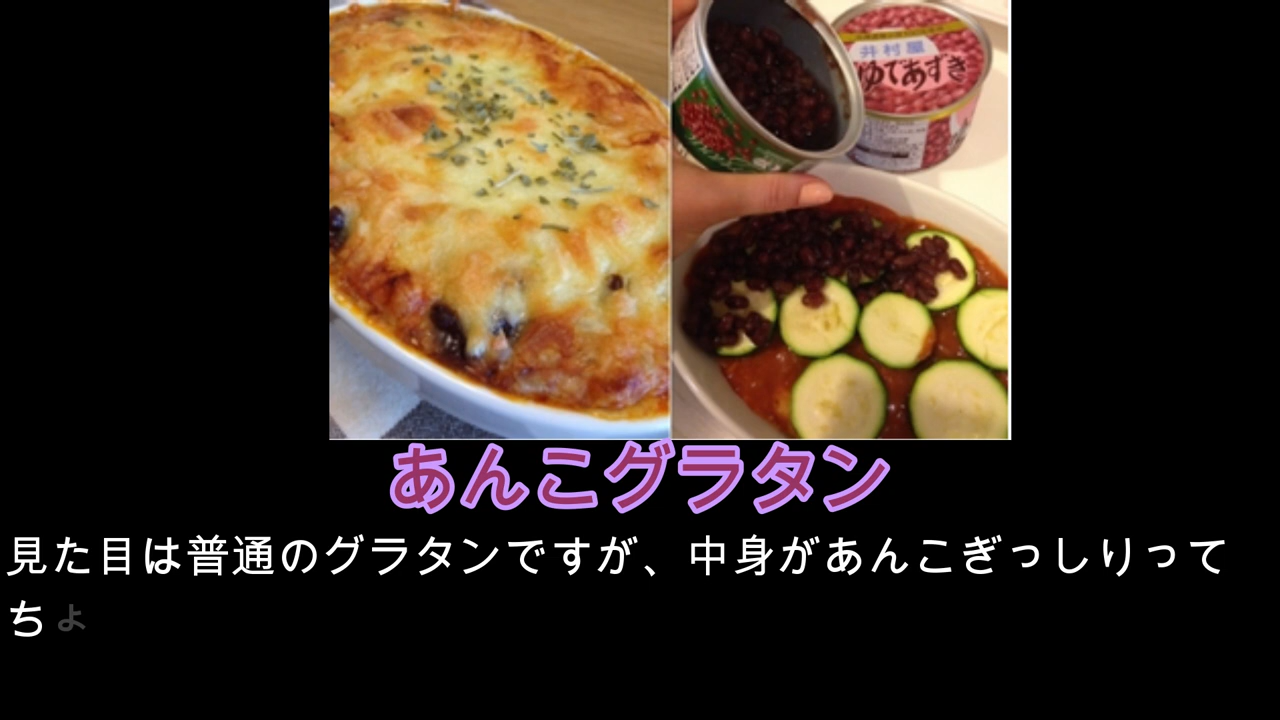 井村屋
ゆであずき
あんこグラタン
見た目は普通のグラタンですが、中身があんこぎっしりって
ちょ